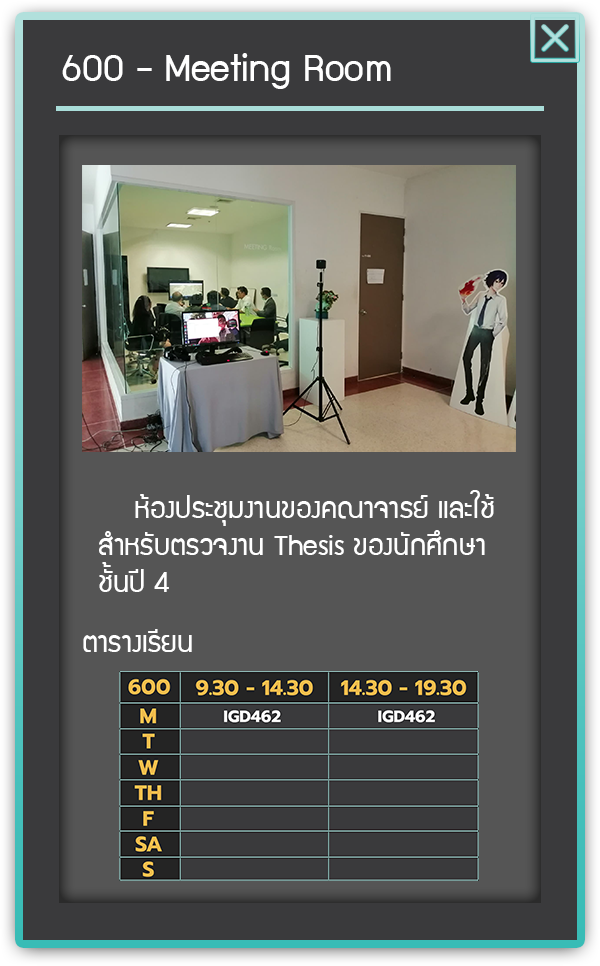 600 - Meeting Room
ห้องประชุมงานของคณาจารย์ และใช้
สำหรับตรวจงาน Thesis ของนักศึกษา
ชั้นปี 4
ตารางเรียน
600 9.30 - 14.30 14.30 - 19.30
M IGD462 IGD462
T
W
TH
F
SA
S